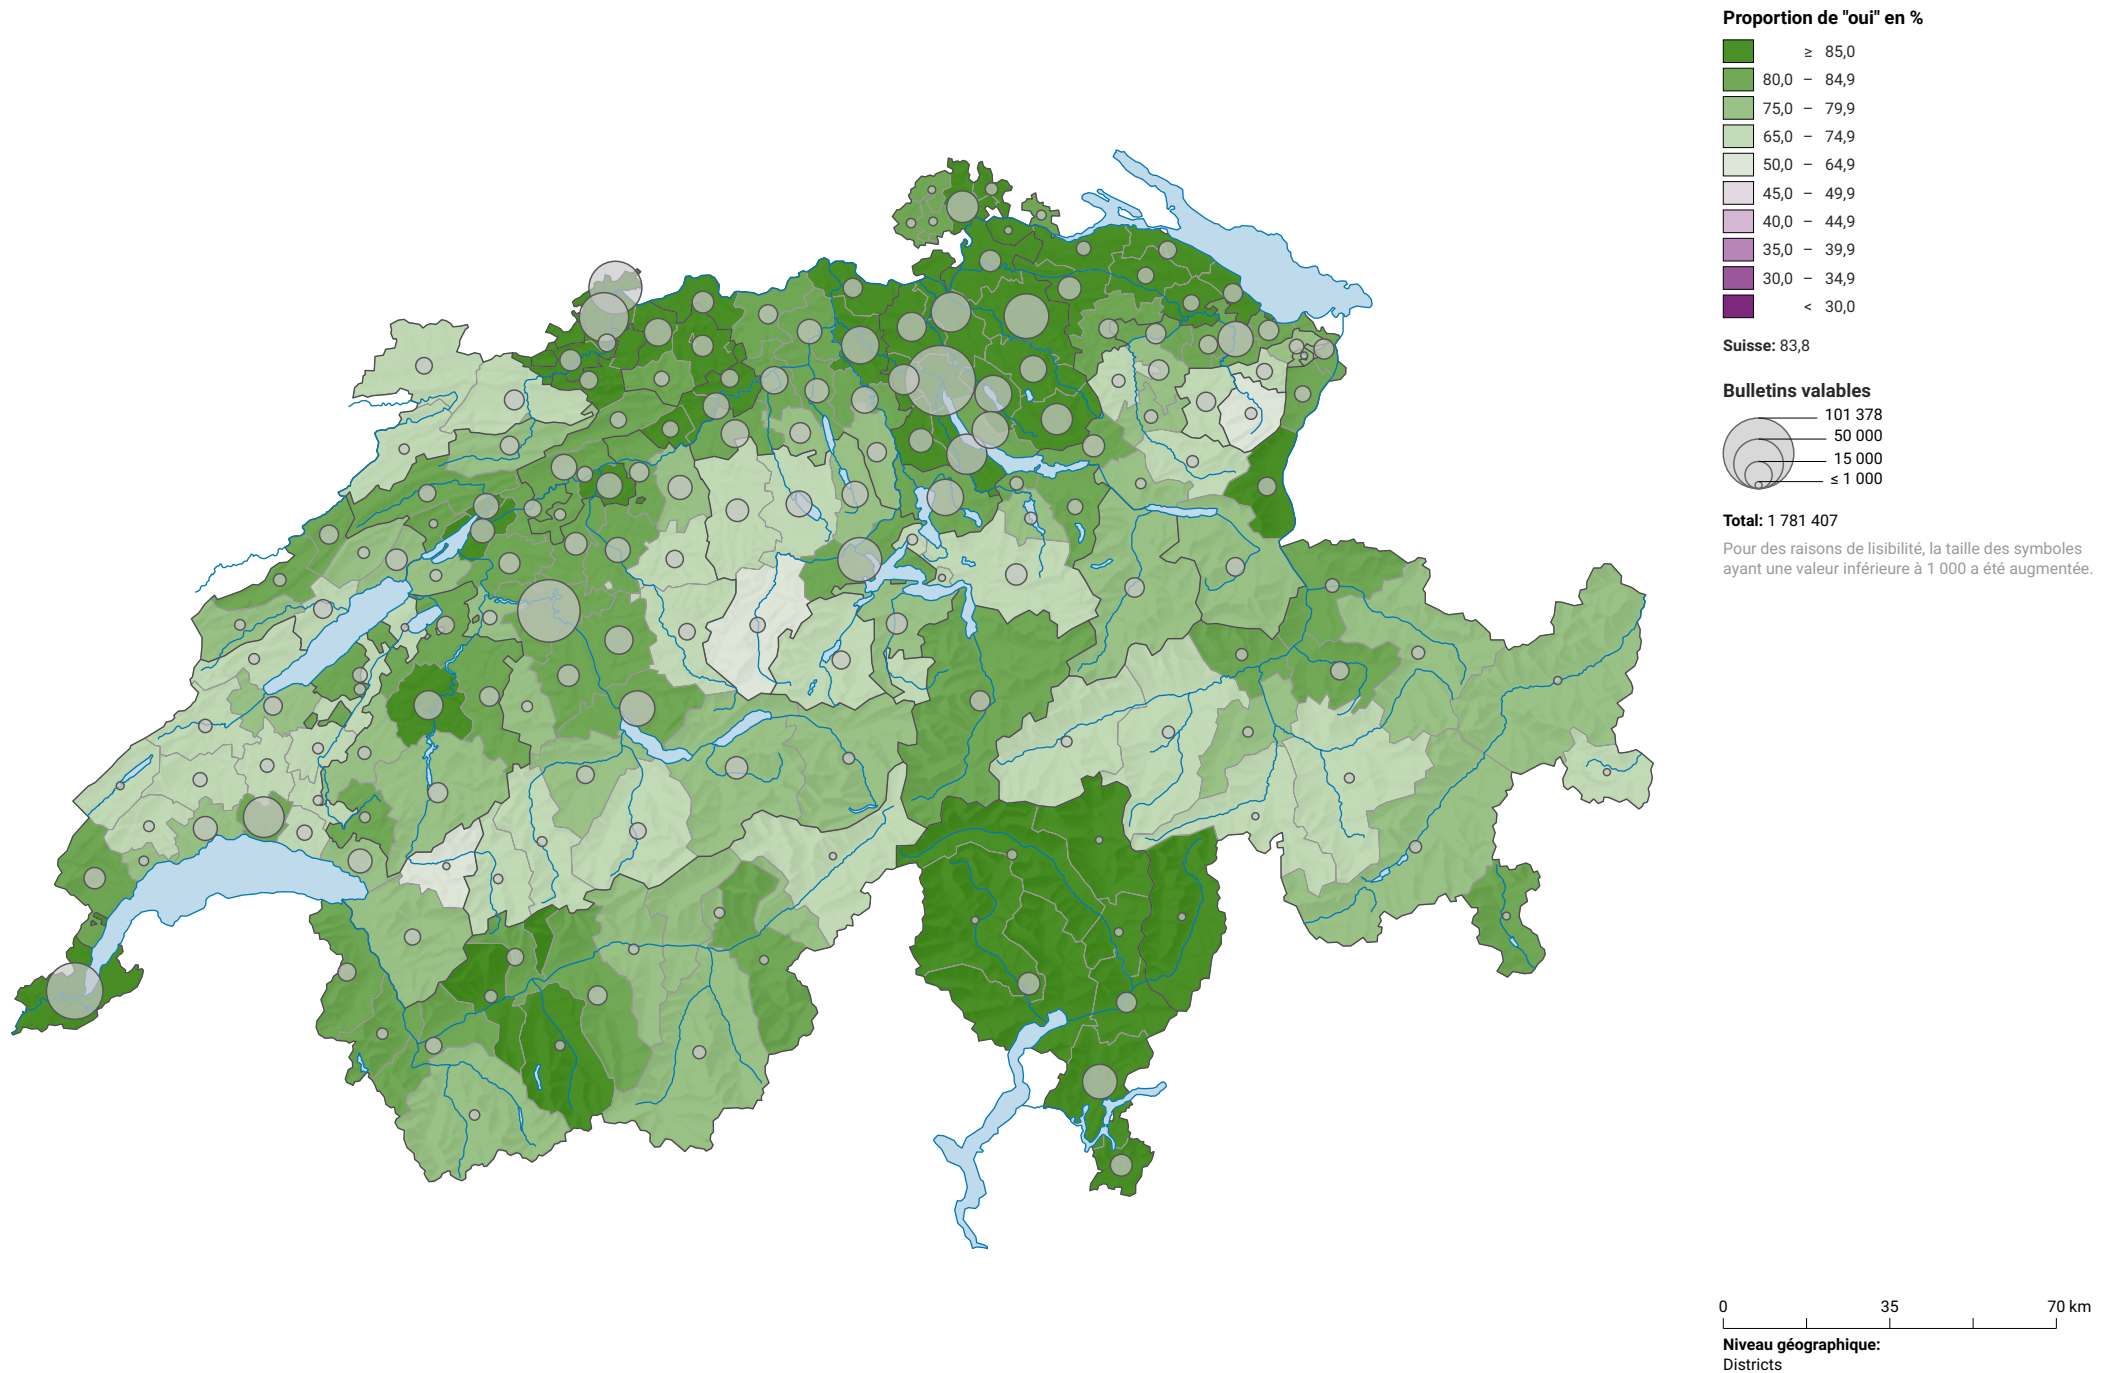 Proportion de "oui" en %
≥ 85,0
80,0 – 84,9
75,0 – 79,9
65,0 – 74,9
50,0 – 64,9
45,0 – 49,9
40,0 – 44,9
35,0 – 39,9
30,0 – 34,9
< 30,0
Suisse: 83,8
Bulletins valables
101 378
50 000
15 000
≤ 1 000
Total: 1 781 407
Pour des raisons de lisibilité, la taille des symboles
ayant une valeur inférieure à 1 000 a été augmentée.
0 35 70 km
Niveau géographique:
Districts